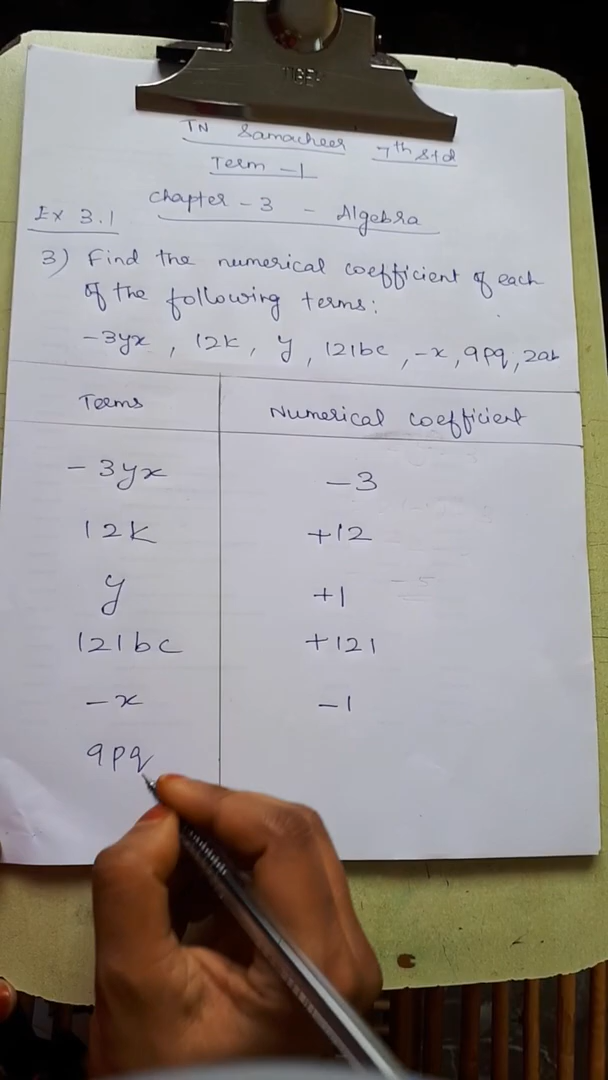 TN Samacheer 7th Std
Term - 1
Chapter - 3 - Algebra
Ex 3.1
3) Find the numerical coefficient of each
of the following terms:
-3yx, 12k, y, 121bc, -x, 9pq, 2ab
Terms Numerical coefficient
-3yx -3
12k +12
y +1
121bc +121
-x -1
9pq